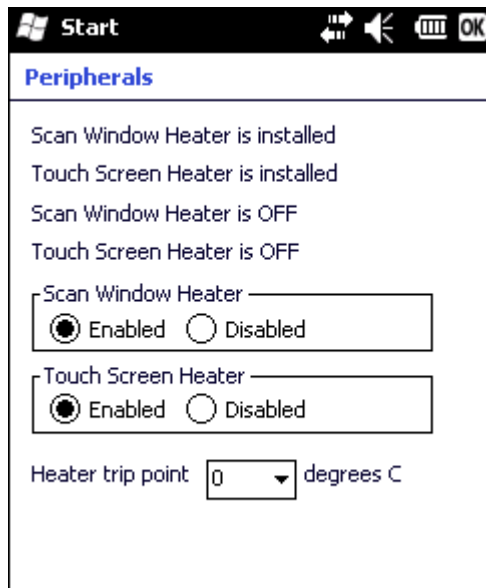 Start
OK
Peripherals
Scan Window Heater is installed
Touch Screen Heater is installed
Scan Window Heater is OFF
Touch Screen Heater is OFF
Scan Window Heater
Enabled Disabled
Touch Screen Heater
Enabled Disabled
Heater trip point 0 degrees C